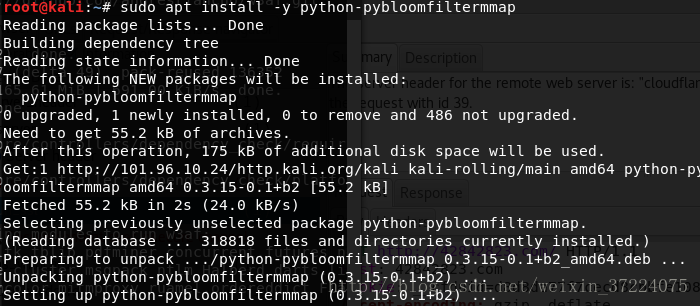 root@kali:~# sudo apt install -y python-pybloomfiltermmap
Reading package lists... Done
Building dependency tree
Reading state information... Done
The following NEW packages will be installed:
python-pybloomfiltermmap
0 upgraded, 1 newly installed, 0 to remove and 486 not upgraded.
Need to get 55.2 kB of archives.
After this operation, 175 kB of additional disk space will be used.
Get:1 http://101.96.10.24/http.kali.org/kali kali-rolling/main amd64 python-py
oomfiltermmap amd64 0.3.15-0.1+b2 [55.2 kB]
Fetched 55.2 kB in 2s (24.0 kB/s)
Selecting previously unselected package python-pybloomfiltermmap.
(Reading database ... 318818 files and directories currently installed.)
Preparing to unpack .../python-pybloomfiltermmap_0.3.15-0.1+b2_amd64.deb ...
Unpacking python-pybloomfiltermmap (0.3.15-0.1+b2) ...
Setting up python-pybloomfiltermmap (0.3.15-0.1+b2) ...
Description
header for the remote web server is: "cloudflar
request with id 39.
Response
http://blog.csdn.net/weixin_37224075